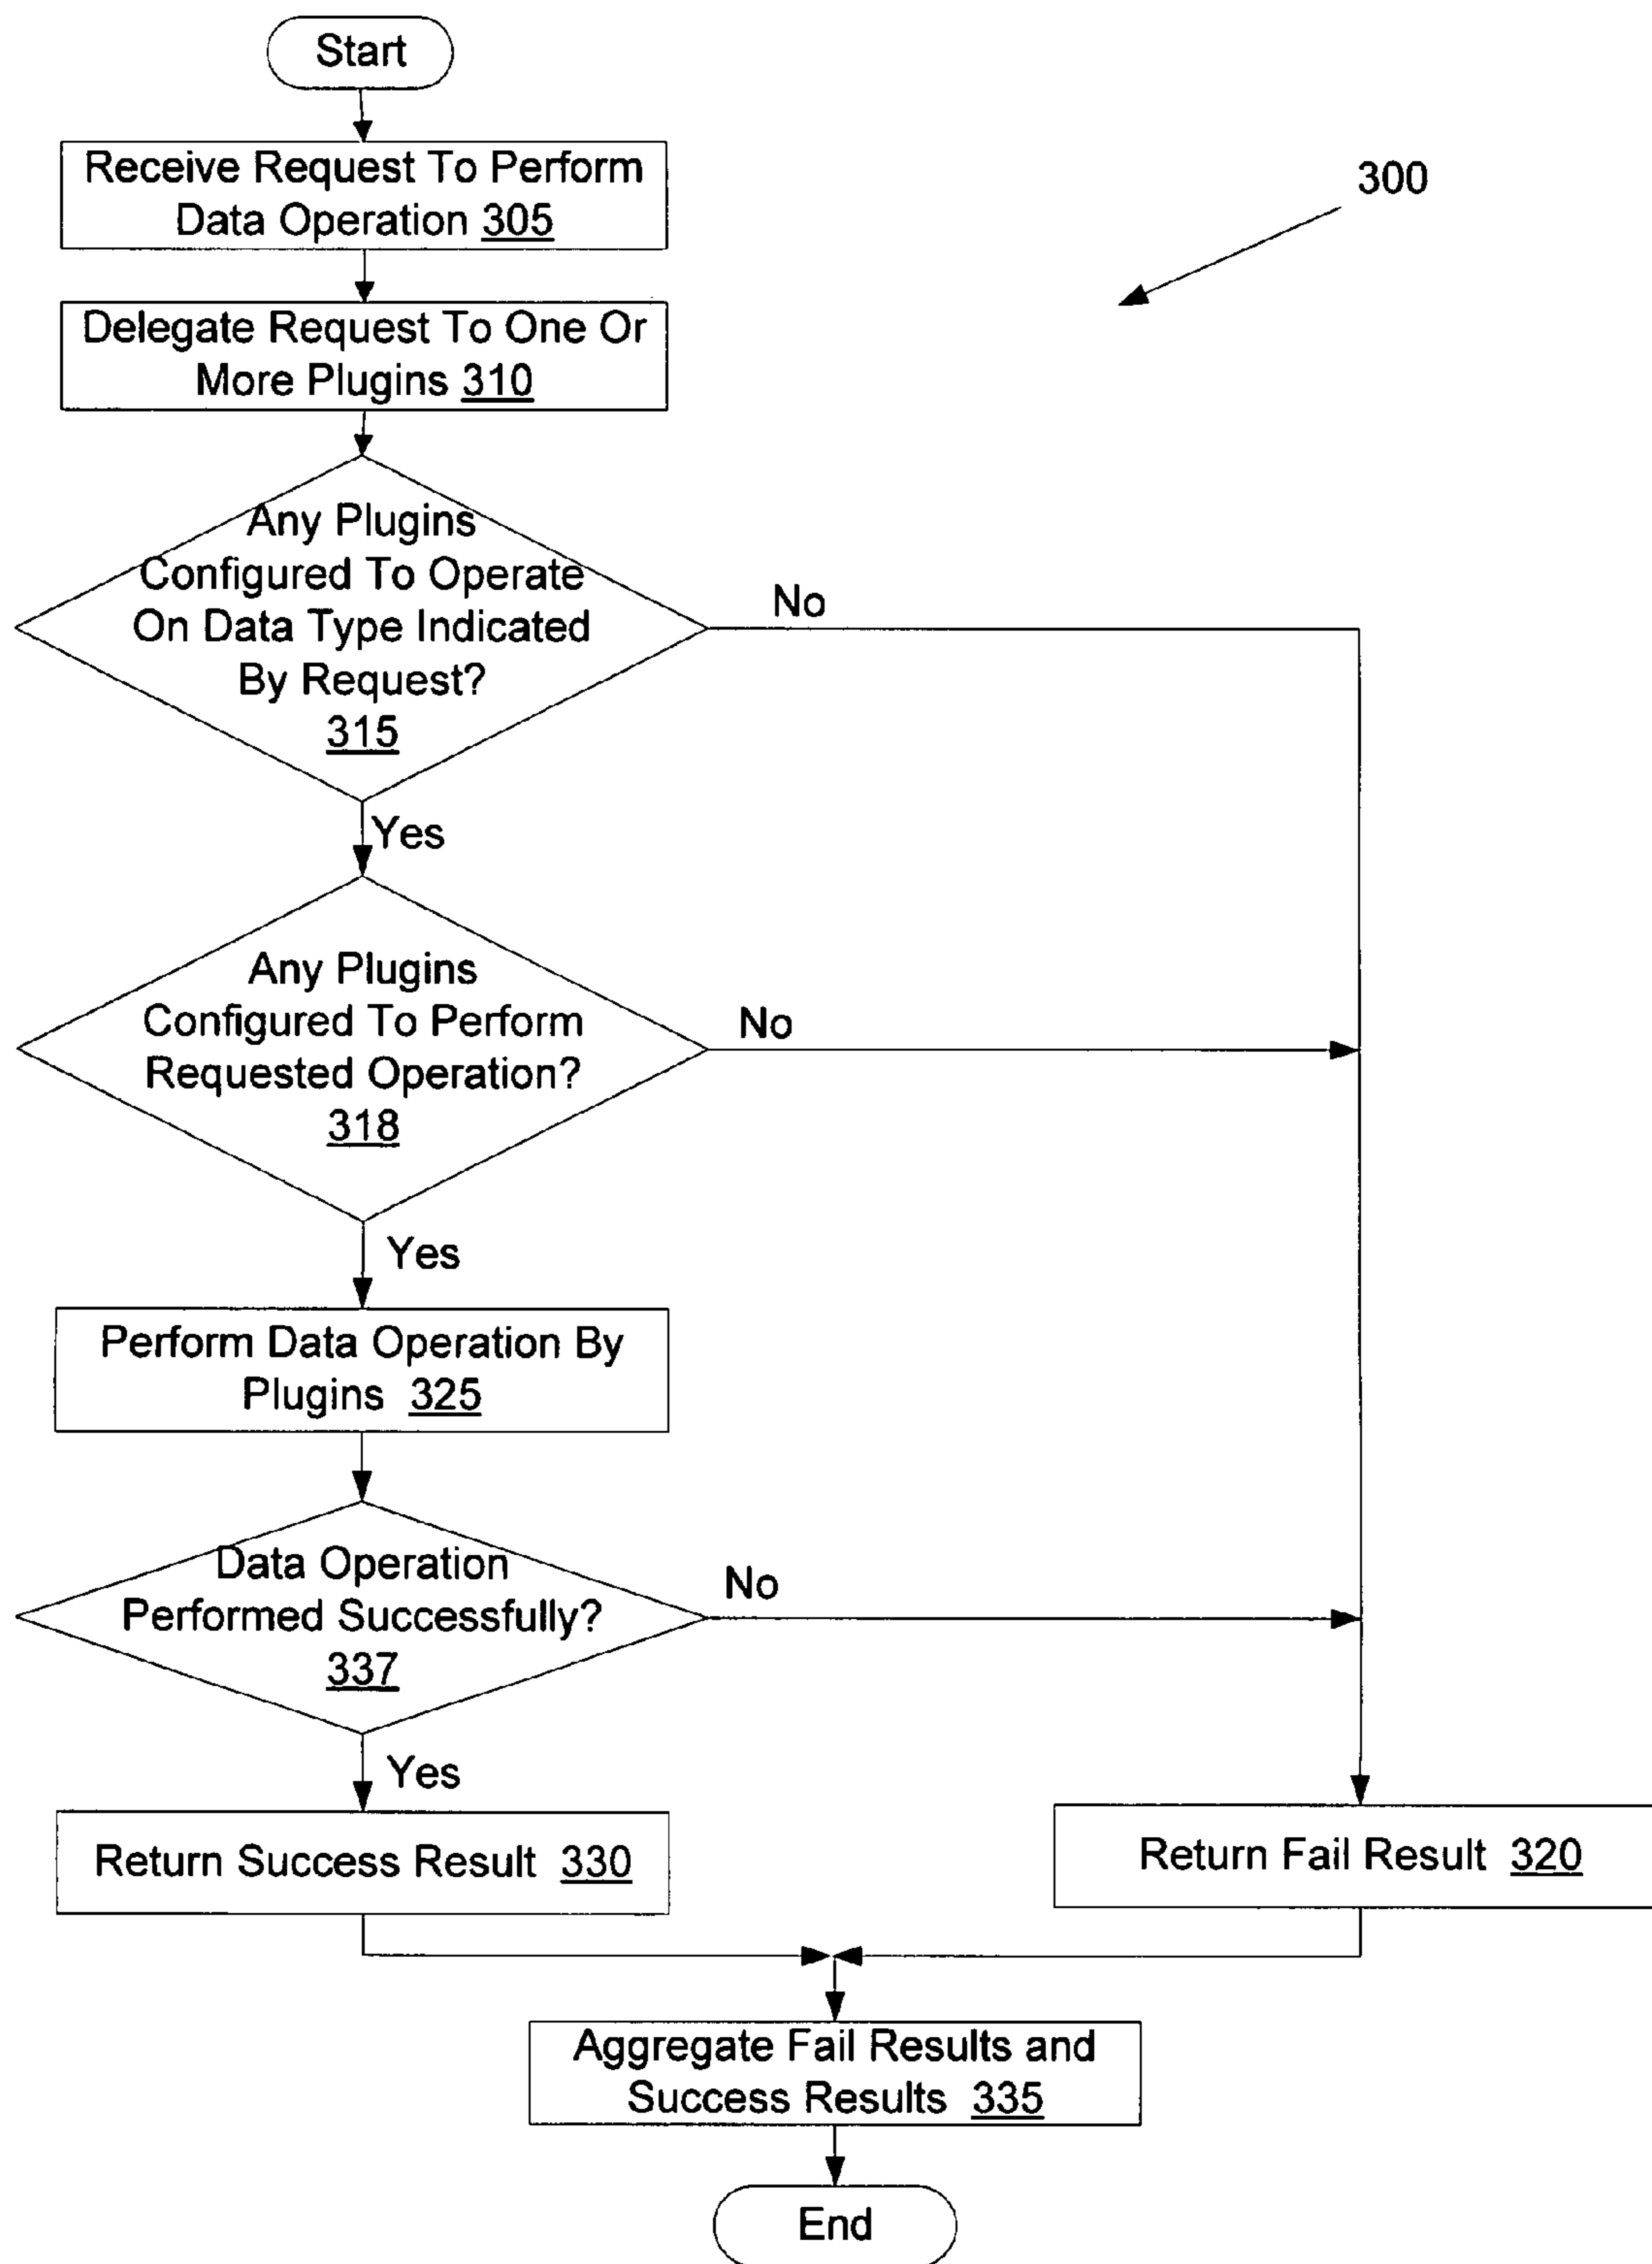 Start
Receive Request To Perform
Data Operation 305
300
Delegate Request To One Or
More Plugins 310
Any Plugins
Configured To Operate
On Data Type Indicated
By Request?
315
No
Yes
Any Plugins
Configured To Perform
Requested Operation?
318
No
Yes
Perform Data Operation By
Plugins 325
Data Operation
Performed Successfully?
337
No
Yes
Return Success Result 330
Return Fail Result 320
Aggregate Fail Results and
Success Results 335
End